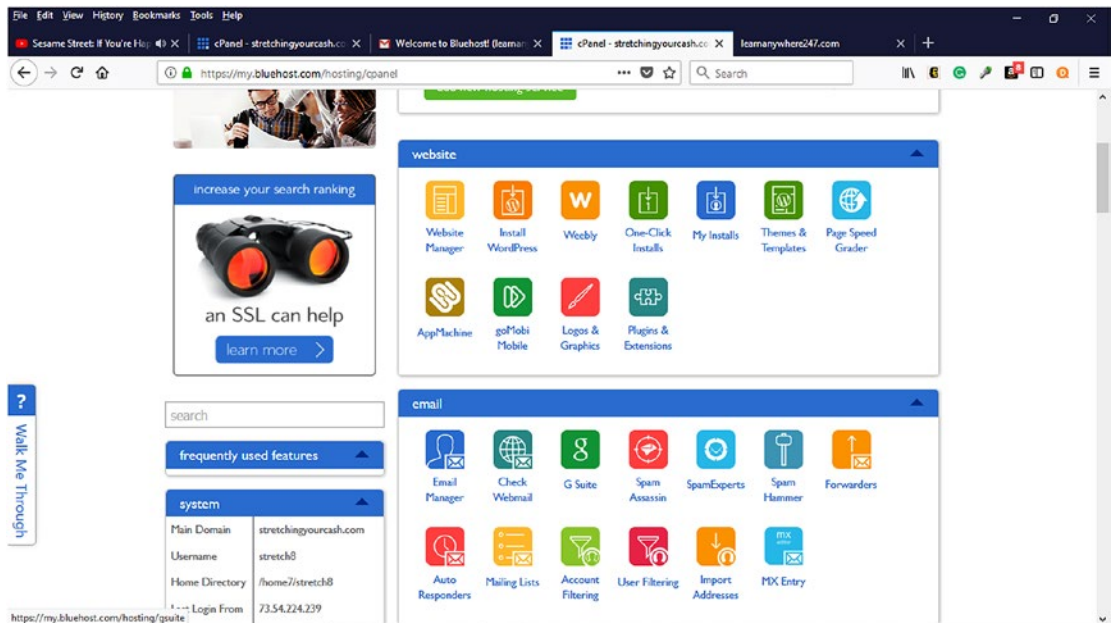 File Edit View History Bookmarks Tools Help
Sesame Street: If You're Hap
cPanel - stretchingyourcash.co
Welcome to Bluehost! (learnan
cPanel - stretchingyourcash.co
learnanywhere247.com
https://my.bluehost.com/hosting/cpanel
Search
increase your search ranking
an SSL can help
learn more
search
frequently used features
system
Main Domain stretchingyourcash.com
Username stretch8
Home Directory /home7/stretch8
Login From 73.54.224.239
? Walk Me Through
website
Website Manager
Install WordPress
Weebly
One-Click Installs
My Installs
Themes & Templates
Page Speed Grader
AppMachine
goMobi Mobile
Logos & Graphics
Plugins & Extensions
email
Email Manager
Check Webmail
G Suite
Spam Assassin
SpamExperts
Spam Hammer
Forwarders
Auto Responders
Mailing Lists
Account Filtering
User Filtering
Import Addresses
MX Entry
https://my.bluehost.com/hosting/gsuite